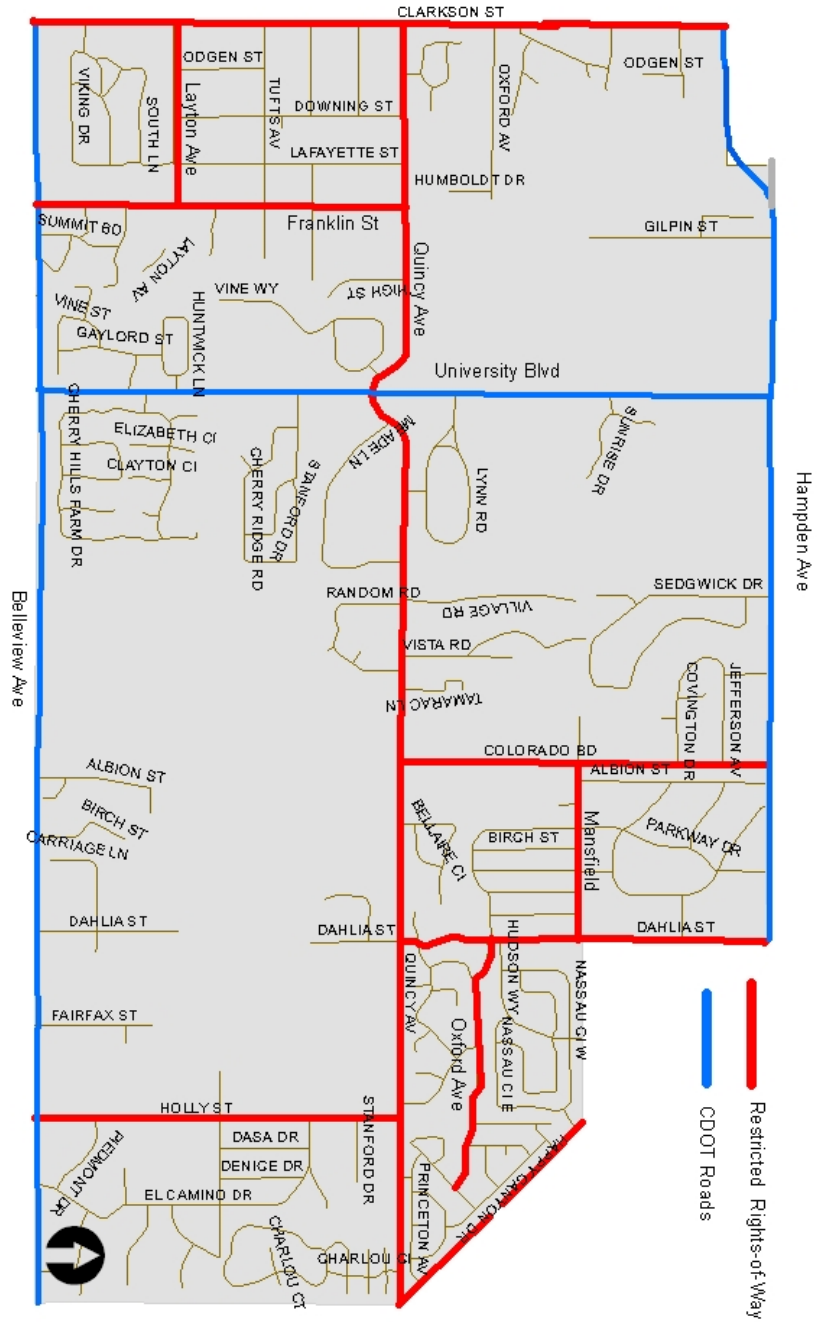 CLARKSON ST
ODGEN ST
TUFTS AV
DOWNING ST
LAFAYETTE ST
VIKING DR
SOUTH LN
Layton Ave
OXFORD AV
ODGEN ST
HUMBOLDT DR
GILPIN ST
Franklin St
SUMMIT BD
LAYTON AV
Quincy Ave
HIGH ST
VINE WY
VINE ST
GAYLORD ST
HUNTWICK LN
University Blvd
CHERRY HILLS FARM DR
ELIZABETH CI
CLAYTON CI
CHERRY RIDGE RD
STANFORD DR
MEADE LN
LYNN RD
SUNRISE DR
Hampden Ave
Belleview Ave
RANDOM RD
VILLAGE RD
SEDGWICK DR
VISTA RD
TAMARAC LN
COVINGTON DR
JEFFERSON AV
COLORADO BD
ALBION ST
ALBION ST
BIRCH ST
CARRIAGE LN
BELLAIRE CI
BIRCH ST
Mansfield
PARKWAY DR
DAHLIA ST
DAHLIA ST
DAHLIA ST
QUINCY AV
HUDSON WY
NASSAU CI W
NASSAU CI E
Oxford Ave
FAIRFAX ST
HOLLY ST
STANFORD DR
DASA DR
DENICE DR
PIEDMONT DR
EL CAMINO DR
PRINCETON AV
HAPPY CANYON DR
CHARLOU CI
CHARLOU CT
Restricted Rights-of-Way
CDOT Roads